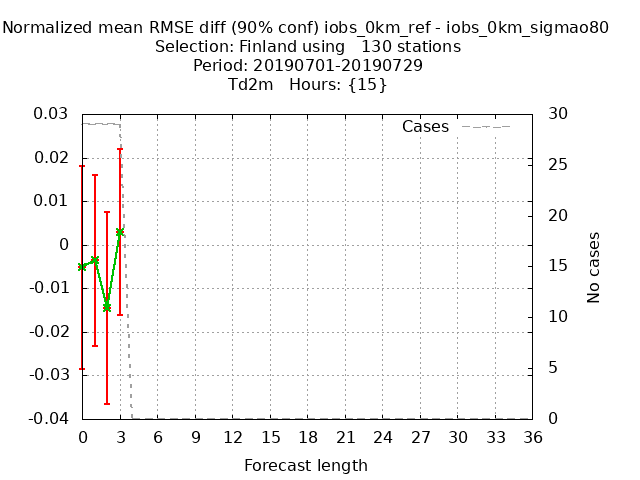 Normalized mean RMSE diff (90% conf) iobs_0km_ref - iobs_0km_sigmao80
Selection: Finland using   130 stations
Period: 20190701-20190729
Td2m   Hours: {15}
0.03
0.02
0.01
0
-0.01
-0.02
-0.03
-0.04
Cases
30
25
20
15
10
5
0
No cases
0 3 6 9 12 15 18 21 24 27 30 33 36
Forecast length